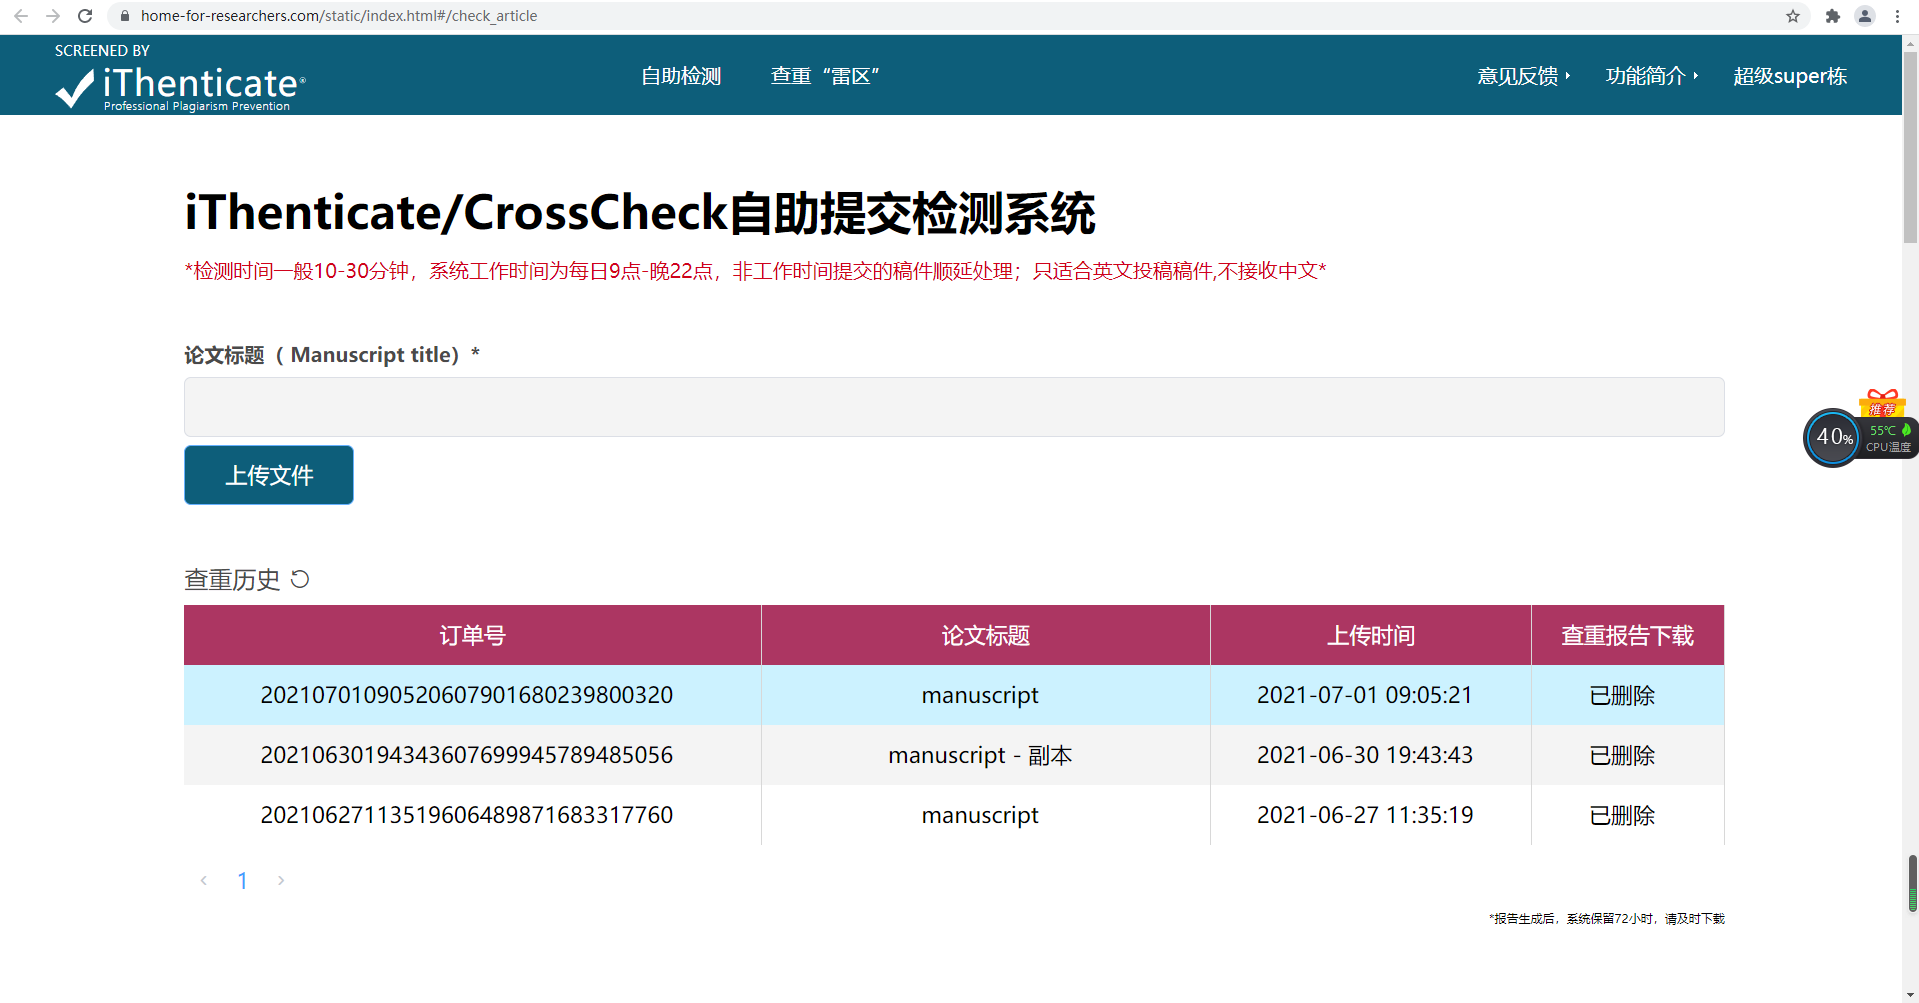 home-for-researchers.com/static/index.html#/check_article
SCREENED BY
iThenticate®
Professional Plagiarism Prevention
自助检测
查重“雷区”
意见反馈
功能简介
超级super栋
iThenticate/CrossCheck自助提交检测系统
*检测时间一般10-30分钟，系统工作时间为每日9点-晚22点，非工作时间提交的稿件顺延处理；只适合英文投稿稿件,不接收中文*
论文标题（ Manuscript title）*
推荐
40%
55℃
CPU温度
上传文件
查重历史
订单号 论文标题 上传时间 查重报告下载
20210701090520607901680239800320 manuscript 2021-07-01 09:05:21 已删除
20210630194343607699945789485056 manuscript - 副本 2021-06-30 19:43:43 已删除
20210627113519606489871683317760 manuscript 2021-06-27 11:35:19 已删除
1
*报告生成后，系统保留72小时，请及时下载